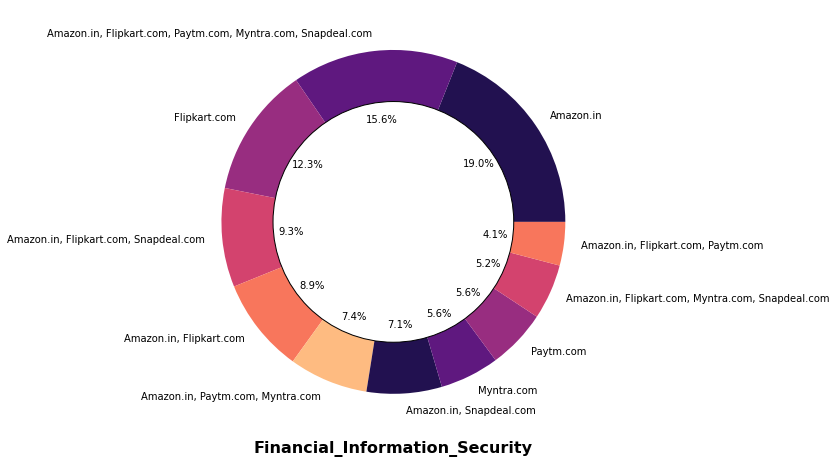 Amazon.in, Flipkart.com, Paytm.com, Myntra.com, Snapdeal.com
Amazon.in
Flipkart.com
15.6%
19.0%
12.3%
Amazon.in, Flipkart.com, Snapdeal.com
9.3%
4.1%
Amazon.in, Flipkart.com, Paytm.com
5.2%
8.9%
5.6%
Amazon.in, Flipkart.com, Myntra.com, Snapdeal.com
7.4%
7.1%
5.6%
Amazon.in, Flipkart.com
Paytm.com
Amazon.in, Paytm.com, Myntra.com
Myntra.com
Amazon.in, Snapdeal.com
Financial_Information_Security